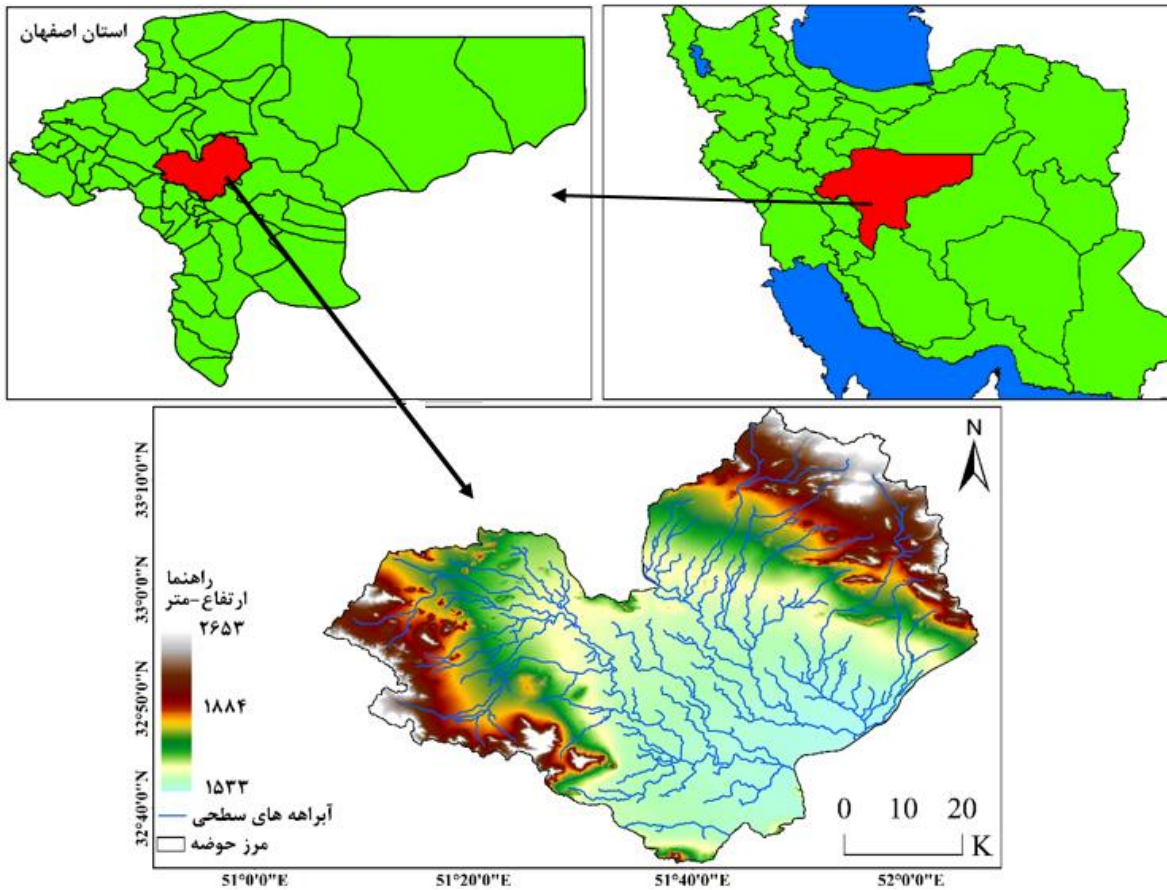 استان اصفهان
N
33°10'0"N
33°0'0"N
32°50'0"N
32°40'0"N
راهنما
ارتفاع-متر
۲۶۵۳
۱۸۸۴
۱۵۳۳
آبراهه های سطحی
مرز حوضه
0 10 20
K
51°0'0"E 51°20'0"E 51°40'0"E 52°0'0"E